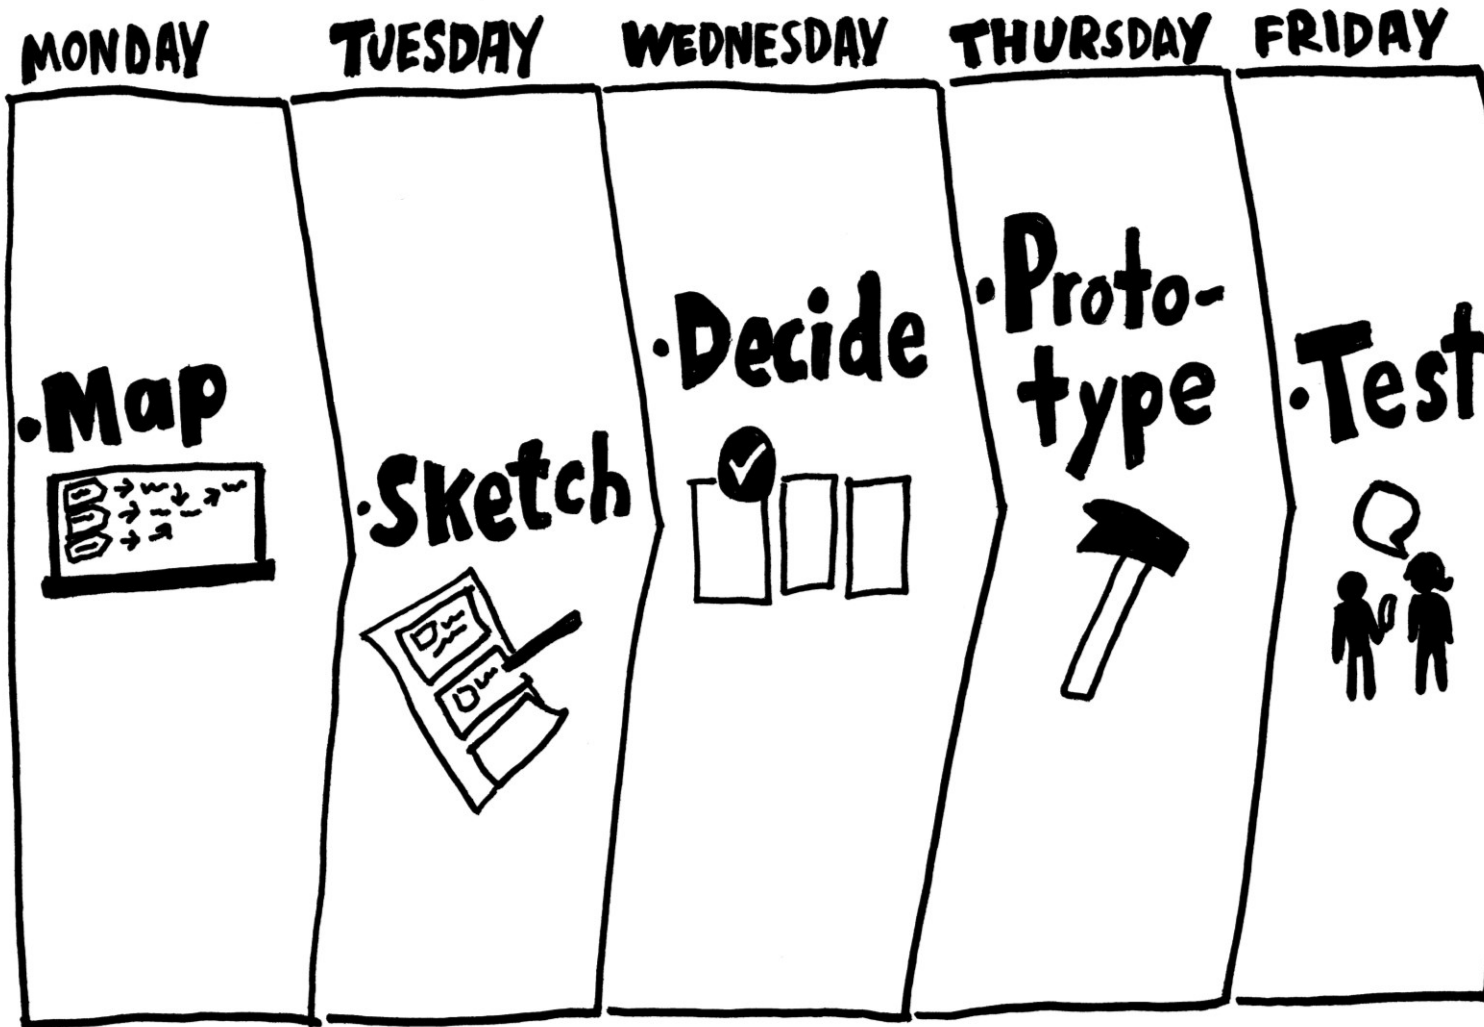 MONDAY
TUESDAY
WEDNESDAY
THURSDAY
FRIDAY
·Map
·Sketch
·Decide
·Proto-
type
·Test